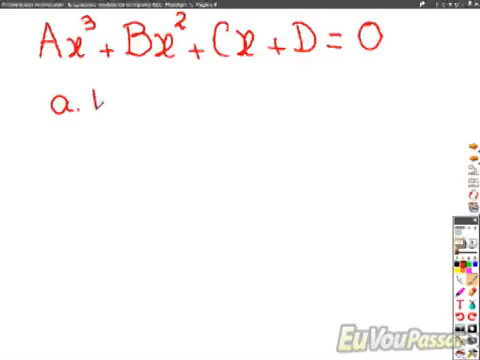 Ax³ + Bx² + Cx + D = 0
a.
EuVouPassar